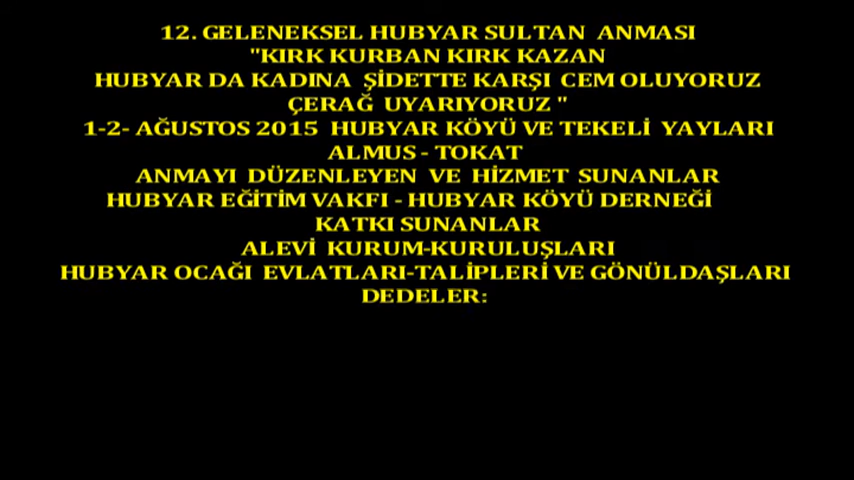 12. GELENEKSEL HUBYAR SULTAN ANMASI
"KIRK KURBAN KIRK KAZAN
HUBYAR DA KADINA ŞİDETTE KARŞI CEM OLUYORUZ
ÇERAĞ UYARIYORUZ "
1-2- AĞUSTOS 2015 HUBYAR KÖYÜ VE TEKELİ YAYLARI
ALMUS - TOKAT
ANMAYI DÜZENLEYEN VE HİZMET SUNANLAR
HUBYAR EĞİTİM VAKFI - HUBYAR KÖYÜ DERNEĞİ
KATKI SUNANLAR
ALEVİ KURUM-KURULUŞLARI
HUBYAR OCAĞI EVLATLARI-TALİPLERİ VE GÖNÜLDAŞLARI
DEDELER: